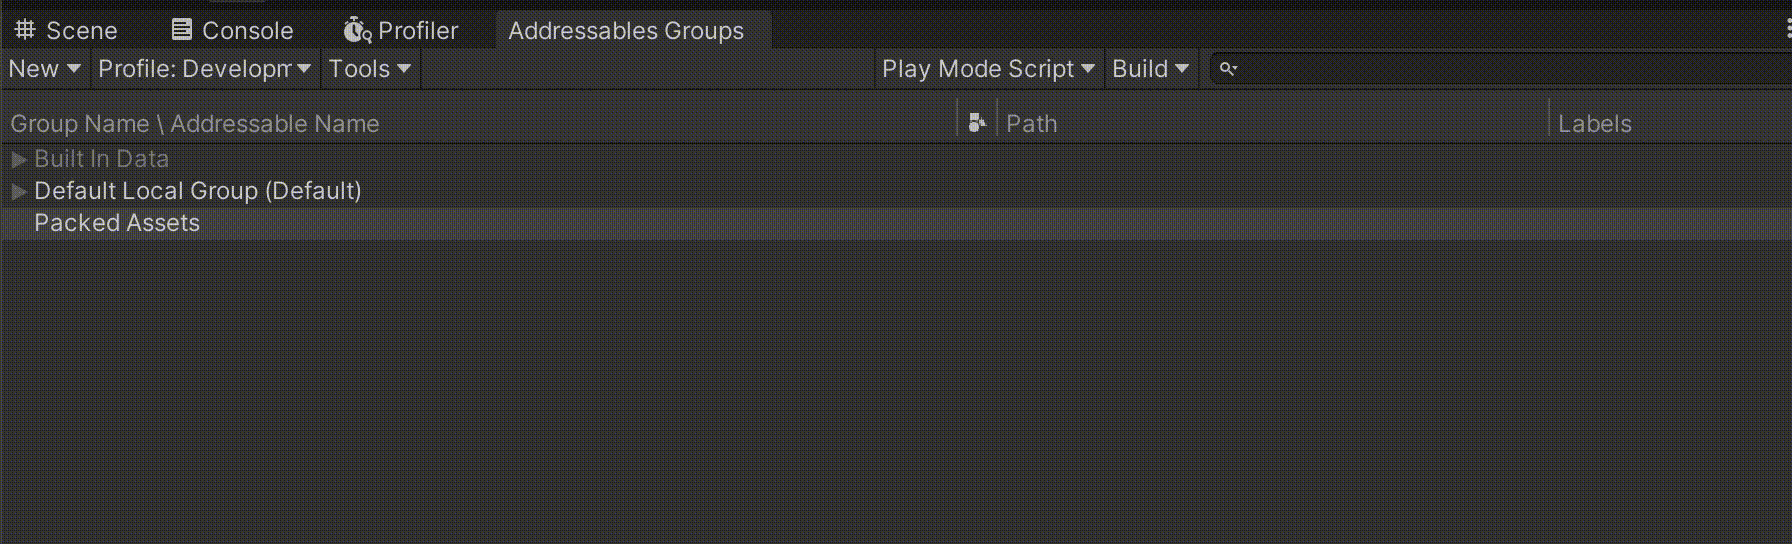 Scene Console Profiler Addressables Groups
New Profile: Developm Tools Play Mode Script Build
Group Name \ Addressable Name Path Labels
Built In Data
Default Local Group (Default)
Packed Assets